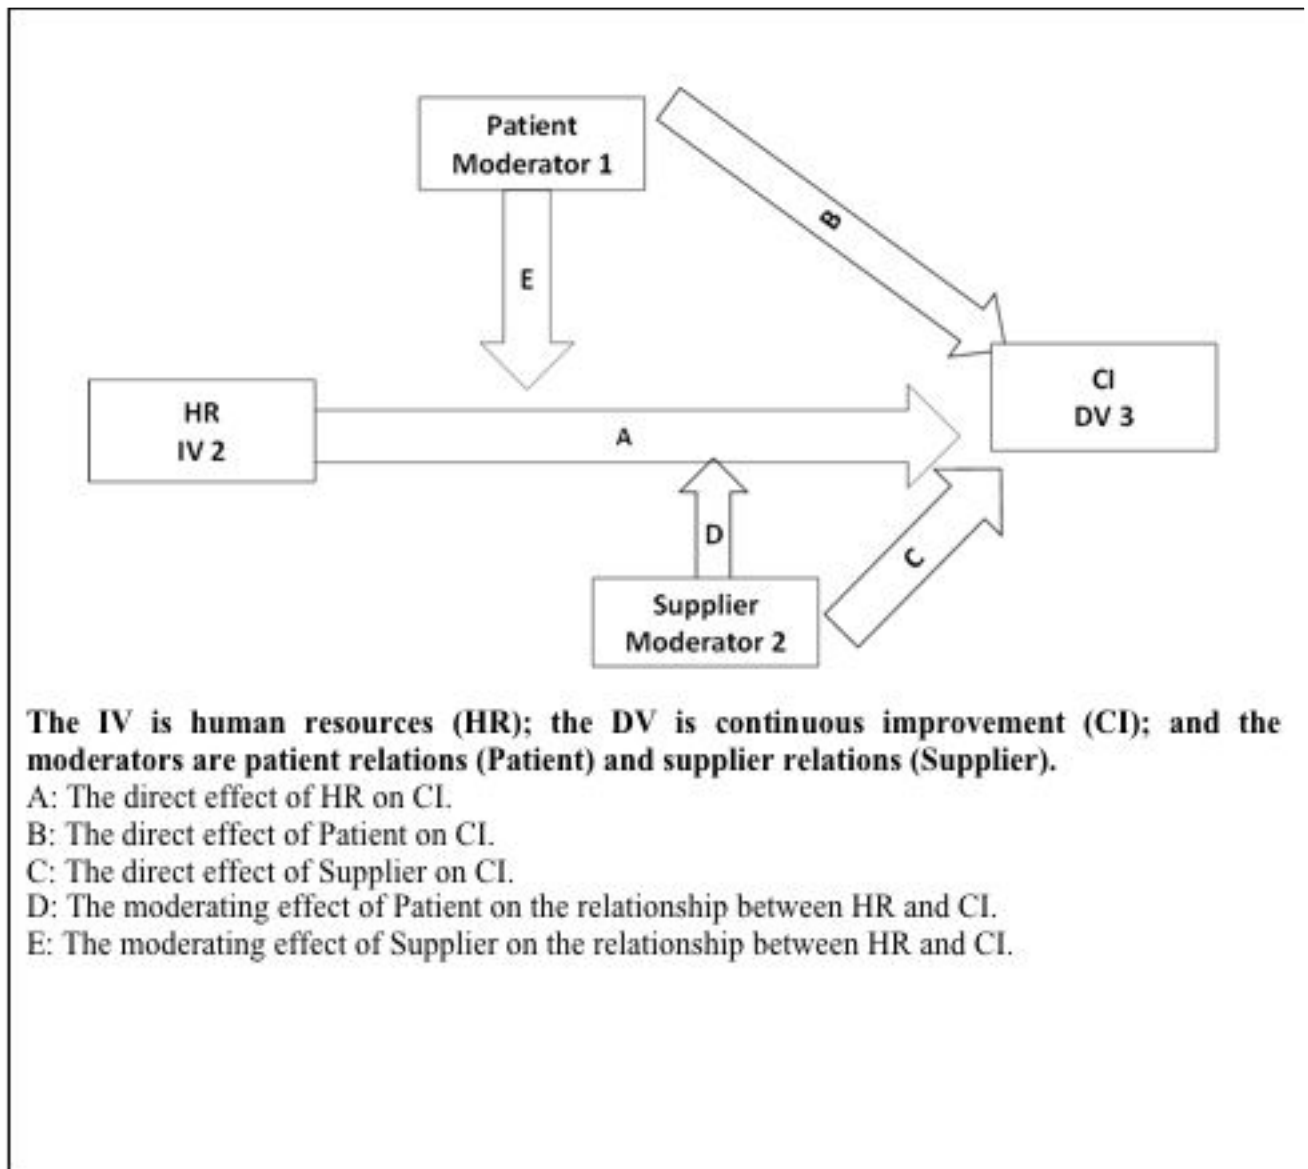 Patient
Moderator 1
B
E
HR
IV 2
A
CI
DV 3
D
C
Supplier
Moderator 2
The IV is human resources (HR); the DV is continuous improvement (CI); and the
moderators are patient relations (Patient) and supplier relations (Supplier).
A: The direct effect of HR on CI.
B: The direct effect of Patient on CI.
C: The direct effect of Supplier on CI.
D: The moderating effect of Patient on the relationship between HR and CI.
E: The moderating effect of Supplier on the relationship between HR and CI.